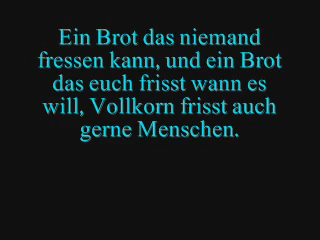 Ein Brot das niemand
fressen kann, und ein Brot
das euch frisst wann es
will, Vollkorn frisst auch
gerne Menschen.